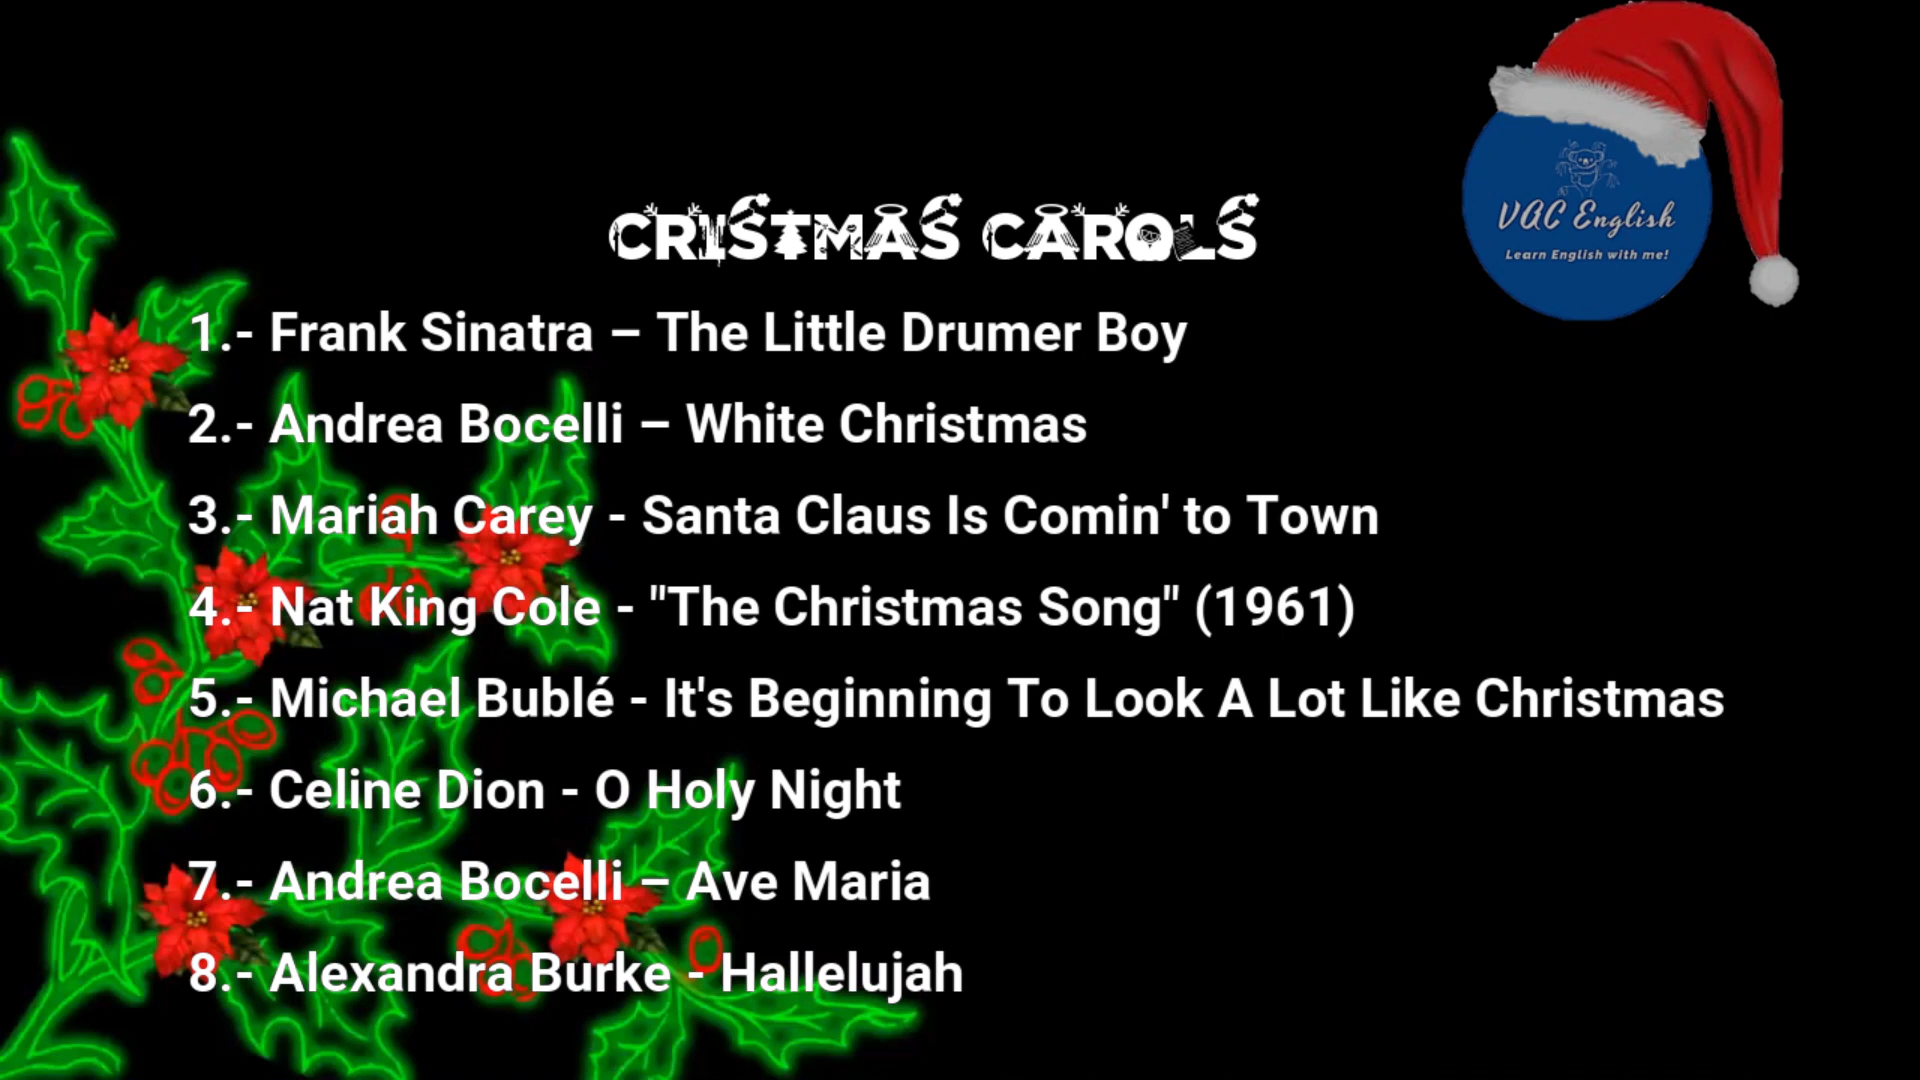 CRISTMAS CAROLS
VGC English
Learn English with me!
1.- Frank Sinatra – The Little Drumer Boy
2.- Andrea Bocelli – White Christmas
3.- Mariah Carey - Santa Claus Is Comin' to Town
4.- Nat King Cole - "The Christmas Song" (1961)
5.- Michael Bublé - It's Beginning To Look A Lot Like Christmas
6.- Celine Dion - O Holy Night
7.- Andrea Bocelli – Ave Maria
8.- Alexandra Burke - Hallelujah